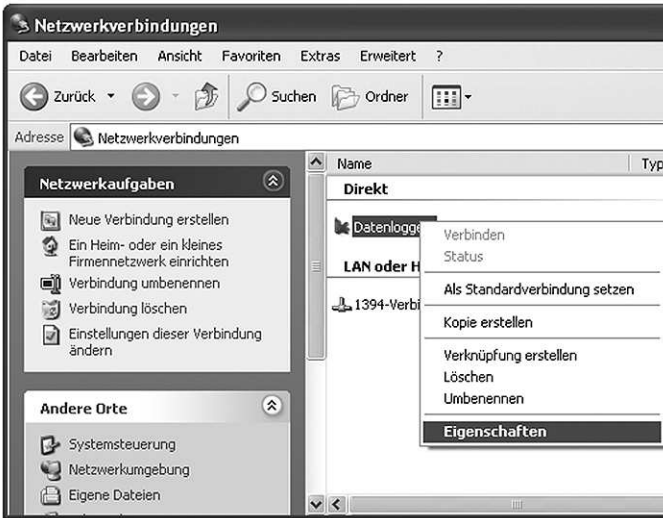 Netzwerkverbindungen
Datei Bearbeiten Ansicht Favoriten Extras Erweitert ?
Zurück Suchen Ordner
Adresse Netzwerkverbindungen
Netzwerkaufgaben
Neue Verbindung erstellen
Ein Heim- oder ein kleines
Firmennetzwerk einrichten
Verbindung umbenennen
Verbindung löschen
Einstellungen dieser Verbindung
ändern
Andere Orte
Systemsteuerung
Netzwerkumgebung
Eigene Dateien
Name Typ
Direkt
Datenlogge
LAN oder H
1394-Verbi
Verbinden
Status
Als Standardverbindung setzen
Kopie erstellen
Verknüpfung erstellen
Löschen
Umbenennen
Eigenschaften